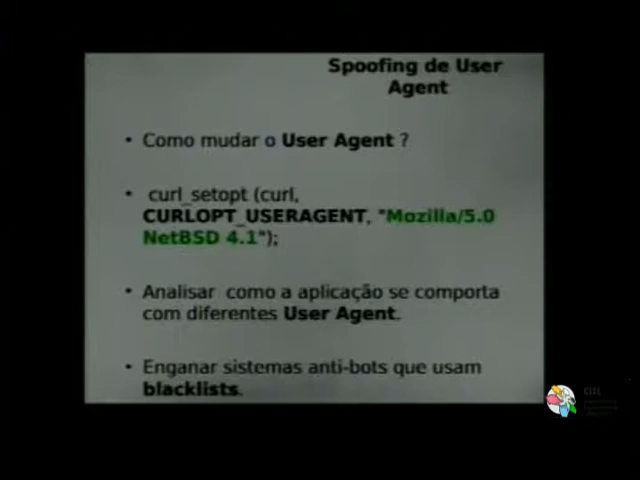 Spoofing de User
Agent
• Como mudar o User Agent ?
• curl_setopt (curl,
CURLOPT_USERAGENT, "Mozilla/5.0
NetBSD 4.1");
• Analisar como a aplicação se comporta
com diferentes User Agent.
• Enganar sistemas anti-bots que usam
blacklists.